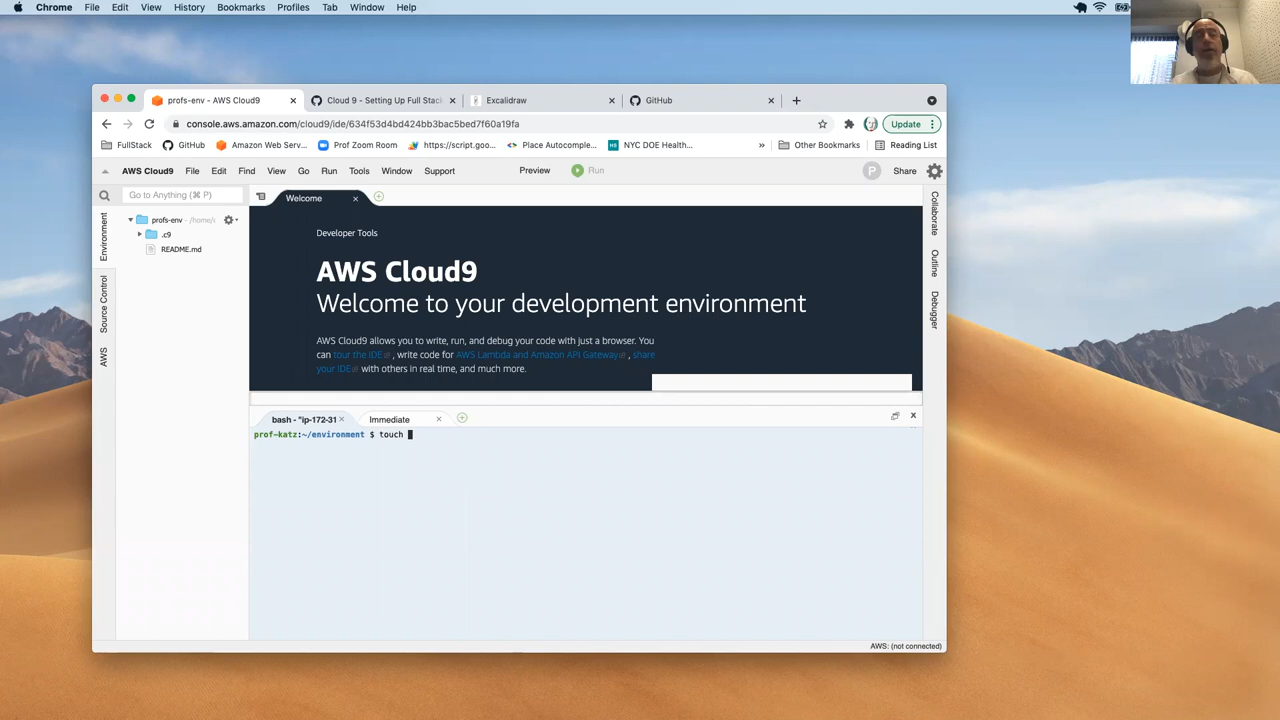 Chrome File Edit View History Bookmarks Profiles Tab Window Help
profs-env - AWS Cloud9 Cloud 9 - Setting Up Full Stack Excalidraw GitHub
console.aws.amazon.com/cloud9/ide/634f53d4bd424bb3bac5bed7f60a19fa Update
FullStack GitHub Amazon Web Serv... Prof Zoom Room https://script.goo... Place Autocomple... NYC DOE Health... » Other Bookmarks Reading List
AWS Cloud9 File Edit Find View Go Run Tools Window Support Preview Run P Share
Go to Anything (⌘ P) Welcome
Environment
Source Control
AWS
profs-env - /home/
.c9
README.md
Developer Tools
AWS Cloud9
Welcome to your development environment
AWS Cloud9 allows you to write, run, and debug your code with just a browser. You
can tour the IDE , write code for AWS Lambda and Amazon API Gateway , share
your IDE with others in real time, and much more.
Collaborate
Outline
Debugger
bash - "ip-172-31 Immediate
prof-katz:~/environment $ touch
AWS: (not connected)